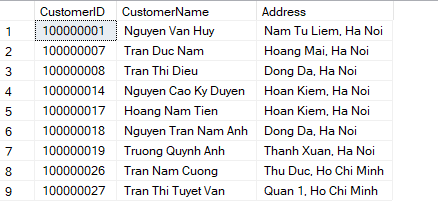 CustomerID CustomerName Address
1 100000001 Nguyen Van Huy Nam Tu Liem, Ha Noi
2 100000007 Tran Duc Nam Hoang Mai, Ha Noi
3 100000008 Tran Thi Dieu Dong Da, Ha Noi
4 100000014 Nguyen Cao Ky Duyen Hoan Kiem, Ha Noi
5 100000017 Hoang Nam Tien Hoan Kiem, Ha Noi
6 100000018 Nguyen Tran Nam Anh Dong Da, Ha Noi
7 100000019 Truong Quynh Anh Thanh Xuan, Ha Noi
8 100000026 Tran Nam Cuong Thu Duc, Ho Chi Minh
9 100000027 Tran Thi Tuyet Van Quan 1, Ho Chi Minh